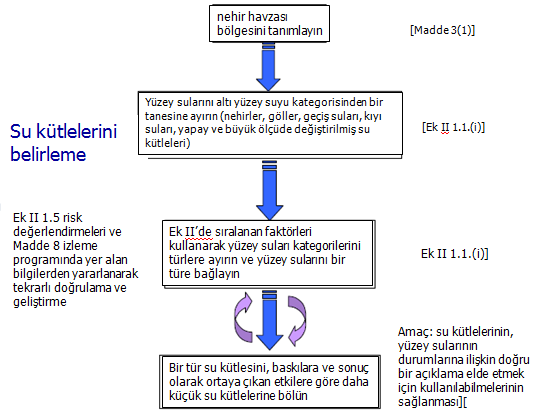 nehir havzası
bölgesini tanımlayın
[Madde 3(1)]
Yüzey sularını altı yüzey suyu kategorisinden bir
tanesine ayırın (nehirler, göller, geçiş suları, kıyı
suları, yapay ve büyük ölçüde değiştirilmiş su
kütleleri)
[Ek II 1.1.(i)]
Su kütlelerini
belirleme
Ek II 1.5 risk
değerlendirmeleri ve
Madde 8 izleme
programında yer alan
bilgilerden yararlanarak
tekrarlı doğrulama ve
geliştirme
Ek II'de sıralanan faktörleri
kullanarak yüzey suları kategorilerini
türlere ayırın ve yüzey sularını bir
türe bağlayın
Ek II 1.1.(i)]
Bir tür su kütlesini, baskılara ve sonuç
olarak ortaya çıkan etkilere göre daha
küçük su kütlelerine bölün
Amaç: su kütlelerinin,
yüzey sularının
durumlarına ilişkin doğru
bir açıklama elde etmek
için kullanılabilmelerinin
sağlanması][